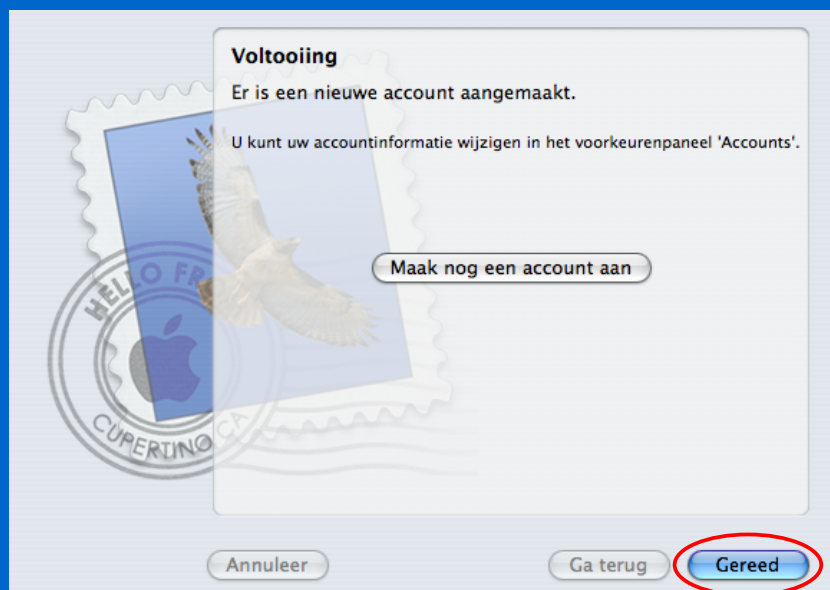 Voltooiing
Er is een nieuwe account aangemaakt.
U kunt uw accountinformatie wijzigen in het voorkeurenpaneel 'Accounts'.
Maak nog een account aan
HELLO FR
CUPERTINO CA
Annuleer
Ga terug
Gereed